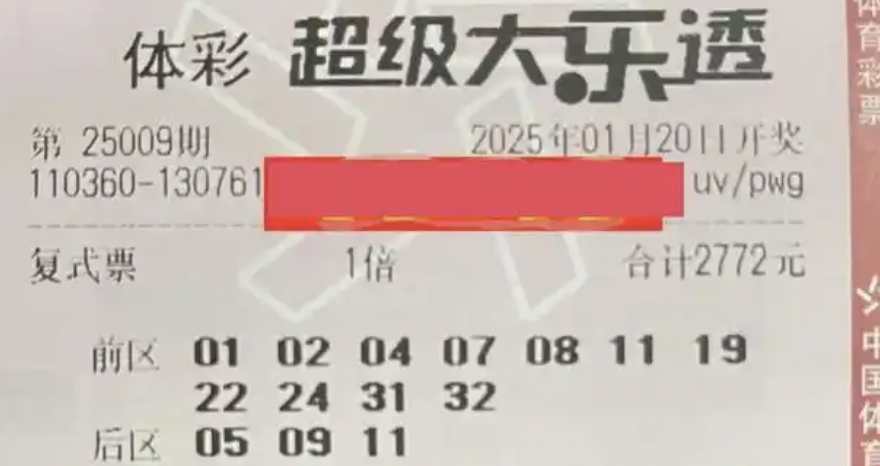 体彩 超级大乐透
第 25009期 2025年01月20日开奖
110360-130761 uv/pwg
复式票 1倍 合计2772元
前区 01 02 04 07 08 11 19
22 24 31 32
后区 05 09 11
体育彩票
中国体育